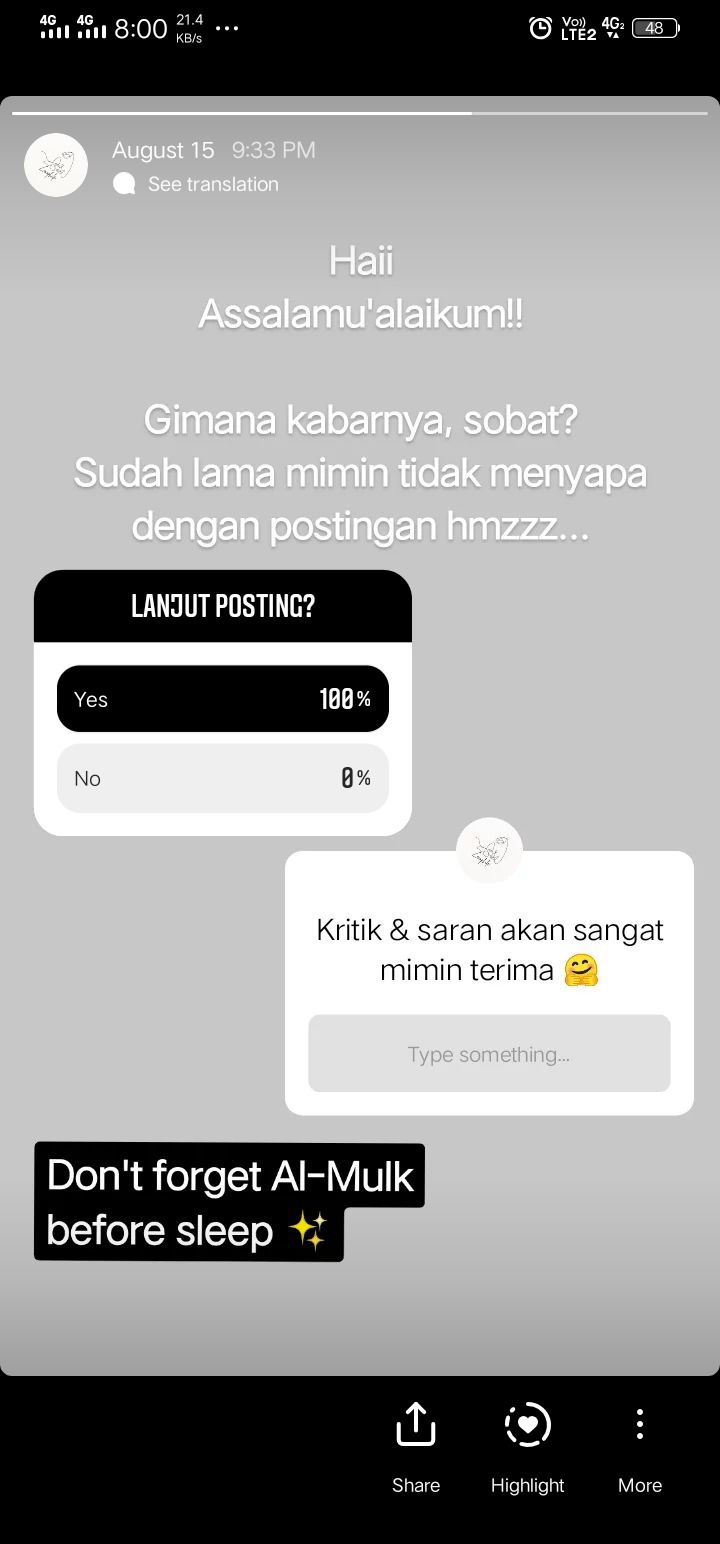 4G 4G 8:00 21.4 KB/s ... Vo)) LTE2 4G2 48
August 15 9:33 PM
See translation
Haii
Assalamu'alaikum!!
Gimana kabarnya, sobat?
Sudah lama mimin tidak menyapa
dengan postingan hmzzz...
LANJUT POSTING?
Yes 100%
No 0%
Kritik & saran akan sangat
mimin terima 🤗
Type something...
Don't forget Al-Mulk
before sleep ✨
Share Highlight More